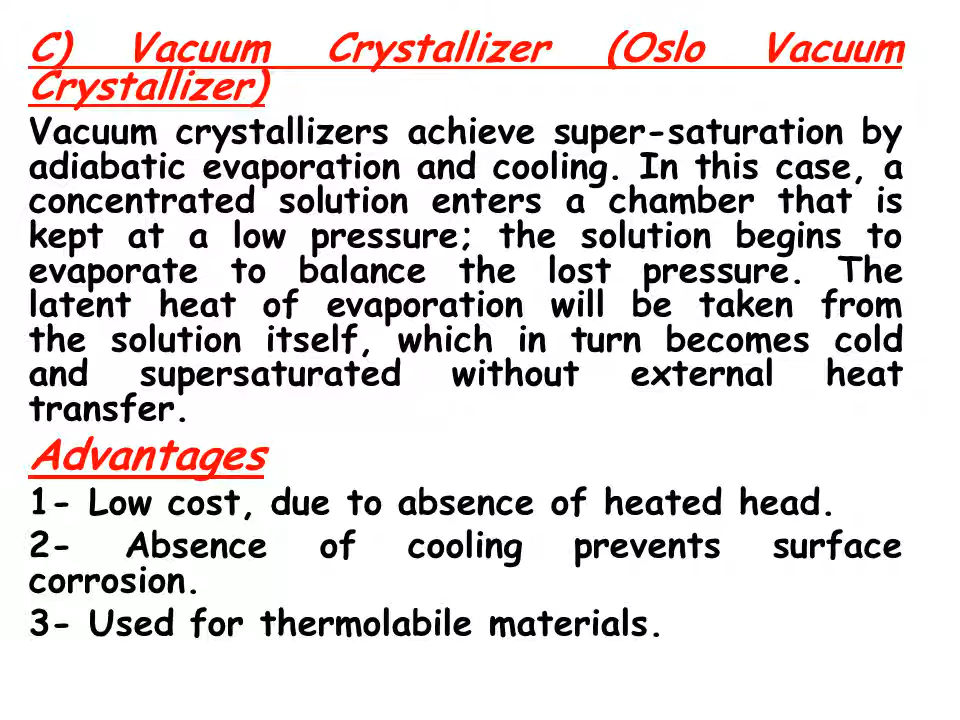 C) Vacuum Crystallizer (Oslo Vacuum
Crystallizer)
Vacuum crystallizers achieve super-saturation by
adiabatic evaporation and cooling. In this case, a
concentrated solution enters a chamber that is
kept at a low pressure; the solution begins to
evaporate to balance the lost pressure. The
latent heat of evaporation will be taken from
the solution itself, which in turn becomes cold
and supersaturated without external heat
transfer.
Advantages
1- Low cost, due to absence of heated head.
2- Absence of cooling prevents surface
corrosion.
3- Used for thermolabile materials.